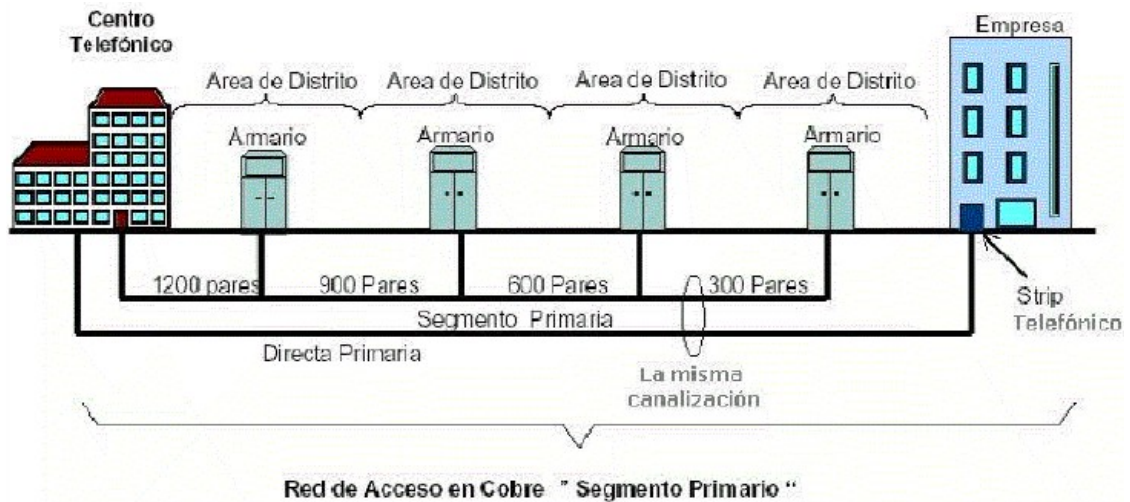 Centro
Telefónico
Empresa
Area de Distrito
Area de Distrito
Area de Distrito
Area de Distrito
Armario
Armario
Armario
Armario
1200 pares
900 Pares
600 Pares
300 Pares
Segmento Primaria
Directa Primaria
Strip
Telefónico
La misma
canalización
Red de Acceso en Cobre " Segmento Primario "